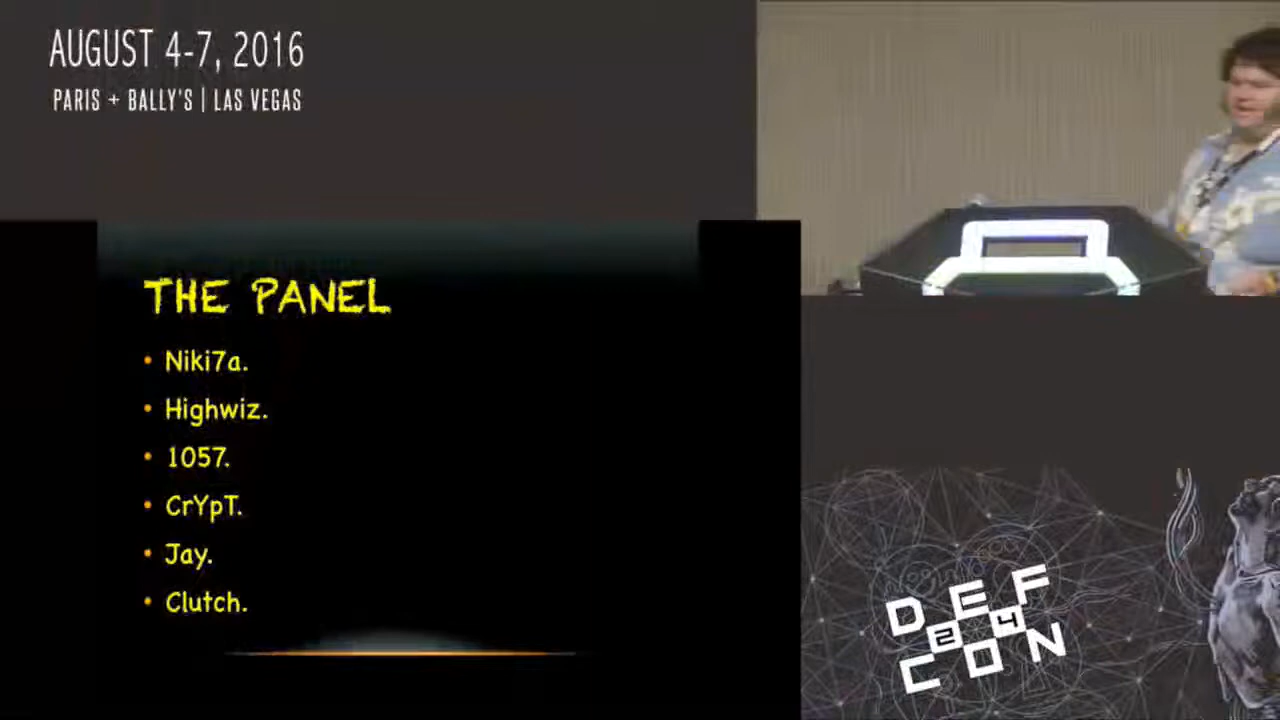 AUGUST 4-7, 2016
PARIS + BALLY'S | LAS VEGAS
THE PANEL
• Niki7a.
• Highwiz.
• 1057.
• CrYpT.
• Jay.
• Clutch.
DEF
24
CON